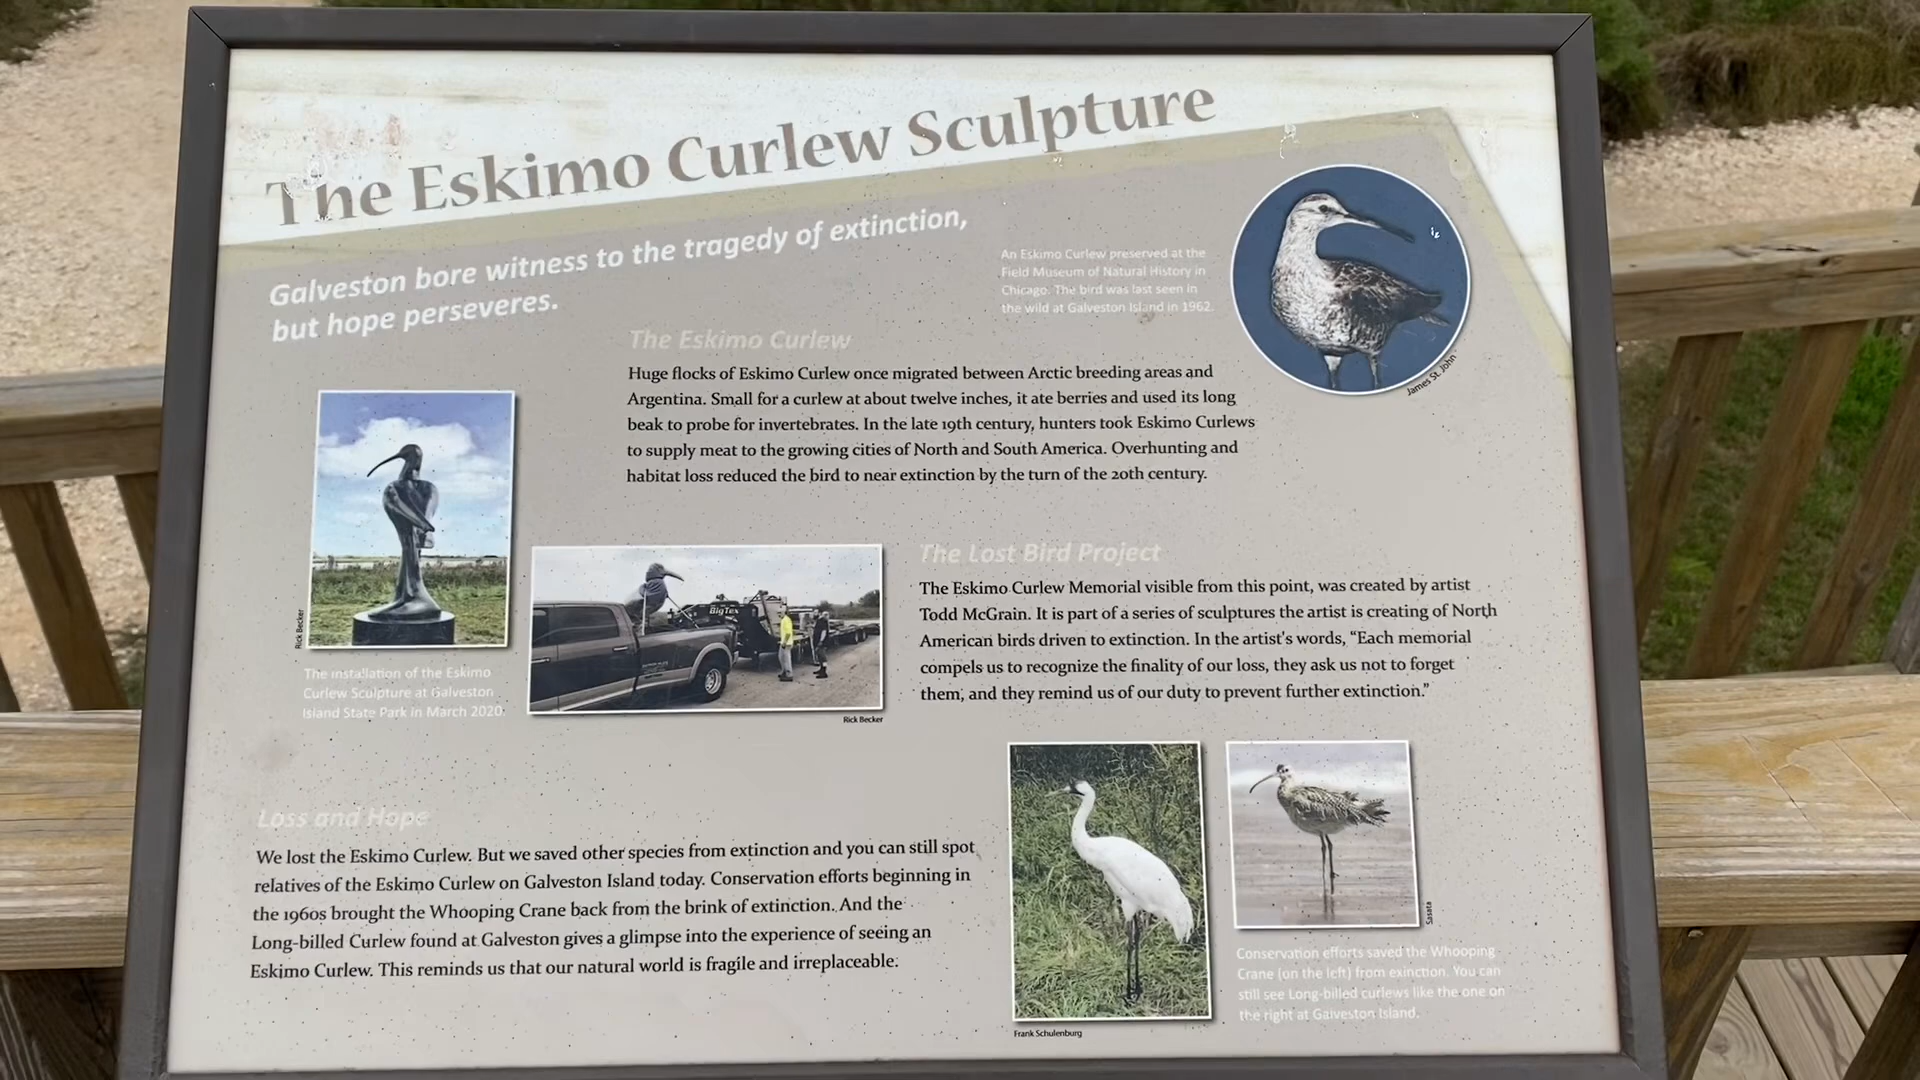 The Eskimo Curlew Sculpture
Galveston bore witness to the tragedy of extinction,
but hope perseveres.
An Eskimo Curlew preserved at the
Field Museum of Natural History in
Chicago. The bird was last seen in
the wild at Galveston Island in 1962.
James St. John
The Eskimo Curlew
Huge flocks of Eskimo Curlew once migrated between Arctic breeding areas and
Argentina. Small for a curlew at about twelve inches, it ate berries and used its long
beak to probe for invertebrates. In the late 19th century, hunters took Eskimo Curlews
to supply meat to the growing cities of North and South America. Overhunting and
habitat loss reduced the bird to near extinction by the turn of the 20th century.
Rick Becker
The installation of the Eskimo
Curlew Sculpture at Galveston
Island State Park in March 2020.
BigTex
Rick Becker
The Lost Bird Project
The Eskimo Curlew Memorial visible from this point, was created by artist
Todd McGrain. It is part of a series of sculptures the artist is creating of North
American birds driven to extinction. In the artist's words, “Each memorial
compels us to recognize the finality of our loss, they ask us not to forget
them, and they remind us of our duty to prevent further extinction.”
Loss and Hope
We lost the Eskimo Curlew. But we saved other species from extinction and you can still spot
relatives of the Eskimo Curlew on Galveston Island today. Conservation efforts beginning in
the 1960s brought the Whooping Crane back from the brink of extinction. And the
Long-billed Curlew found at Galveston gives a glimpse into the experience of seeing an
Eskimo Curlew. This reminds us that our natural world is fragile and irreplaceable.
Frank Schulenburg
Sasata
Conservation efforts saved the Whooping
Crane (on the left) from exinction. You can
still see Long-billed curlews like the one on
the right at Galveston Island.